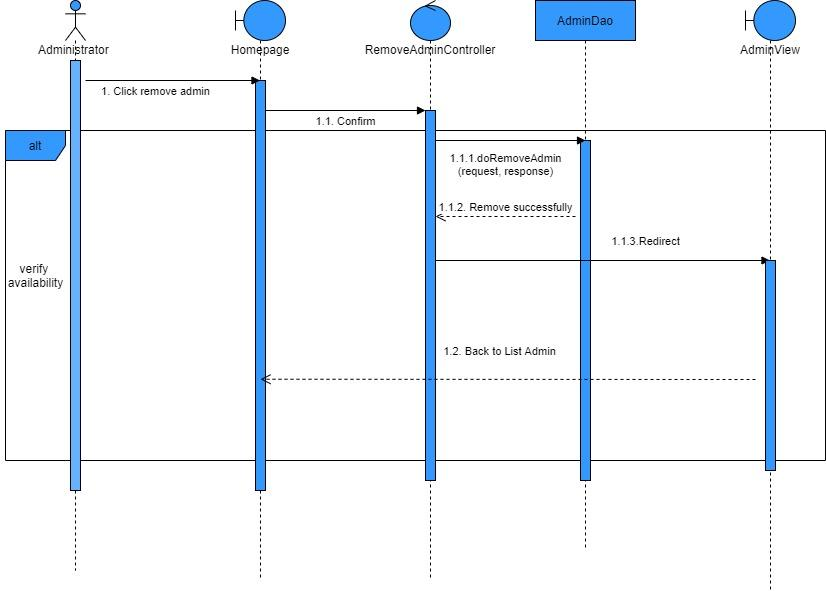 Administrator
Homepage
RemoveAdminController
AdminDao
AdminView
1. Click remove admin
1.1. Confirm
alt
1.1.1.doRemoveAdmin
(request, response)
1.1.2. Remove successfully
1.1.3.Redirect
verify
availability
1.2. Back to List Admin